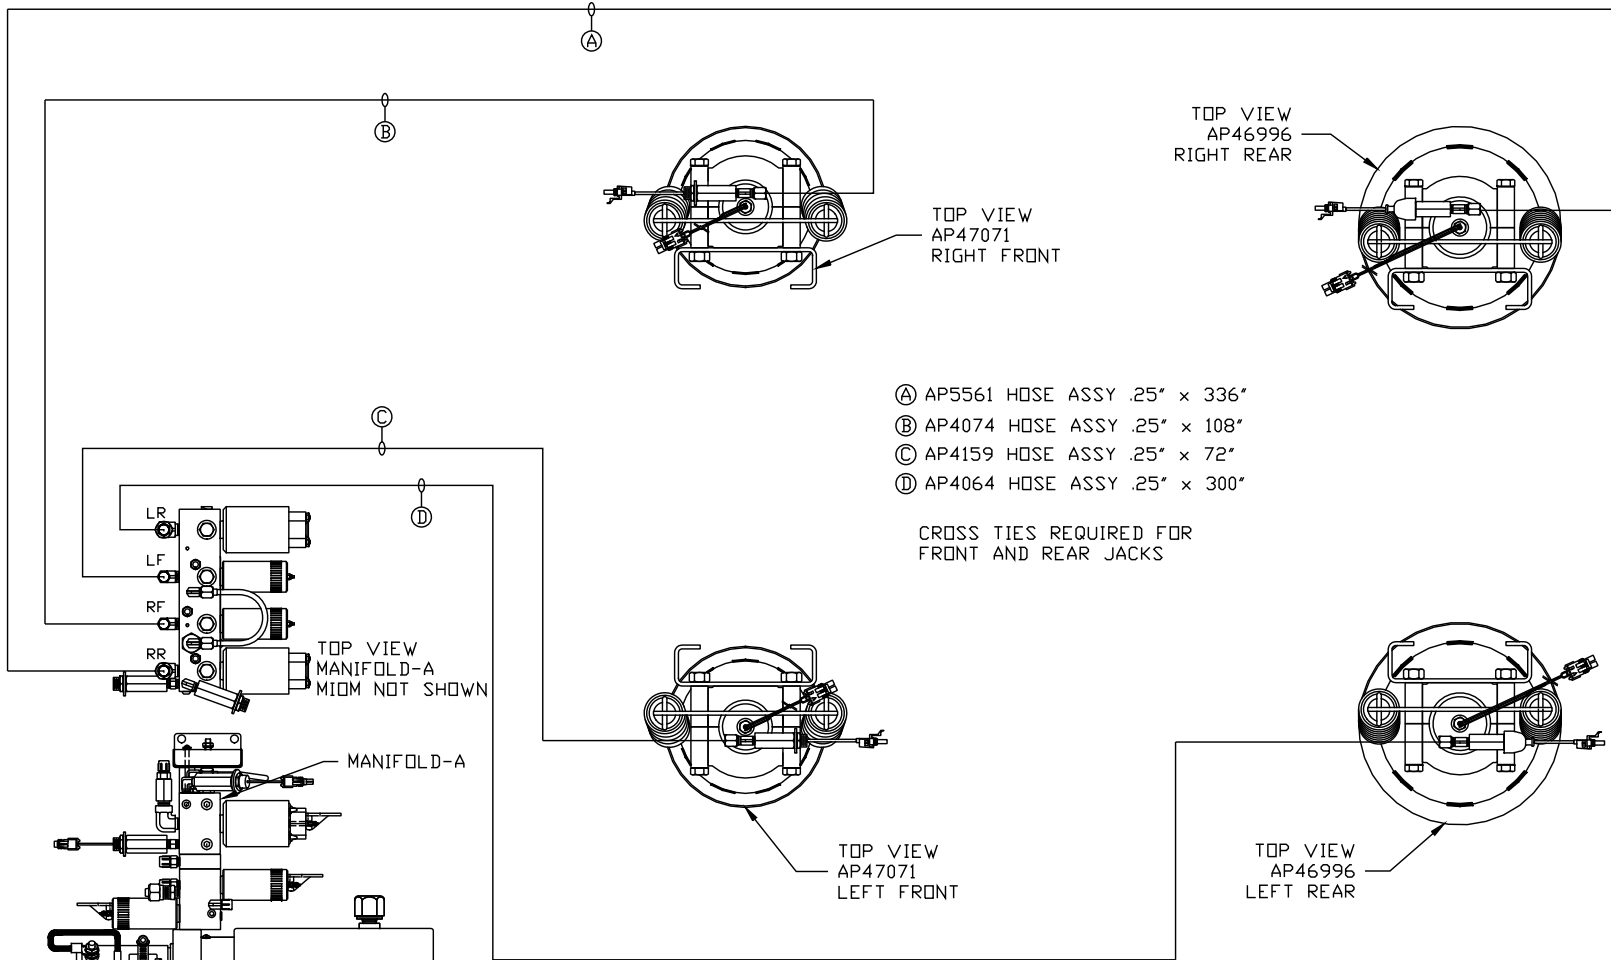 A
B
TOP VIEW
AP46996
RIGHT REAR
TOP VIEW
AP47071
RIGHT FRONT
A AP5561 HOSE ASSY .25" x 336"
B AP4074 HOSE ASSY .25" x 108"
C AP4159 HOSE ASSY .25" x 72"
D AP4064 HOSE ASSY .25" x 300"
CROSS TIES REQUIRED FOR
FRONT AND REAR JACKS
C
D
LR
LF
RF
RR
TOP VIEW
MANIFOLD-A
MIOM NOT SHOWN
MANIFOLD-A
TOP VIEW
AP47071
LEFT FRONT
TOP VIEW
AP46996
LEFT REAR